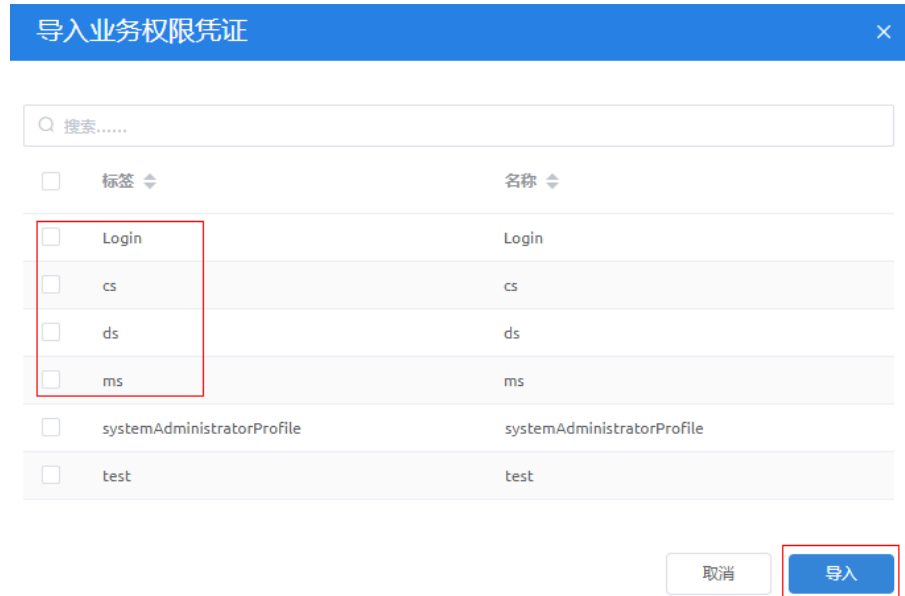 导入业务权限凭证
搜索......
标签 名称
Login Login
cs cs
ds ds
ms ms
systemAdministratorProfile systemAdministratorProfile
test test
取消 导入